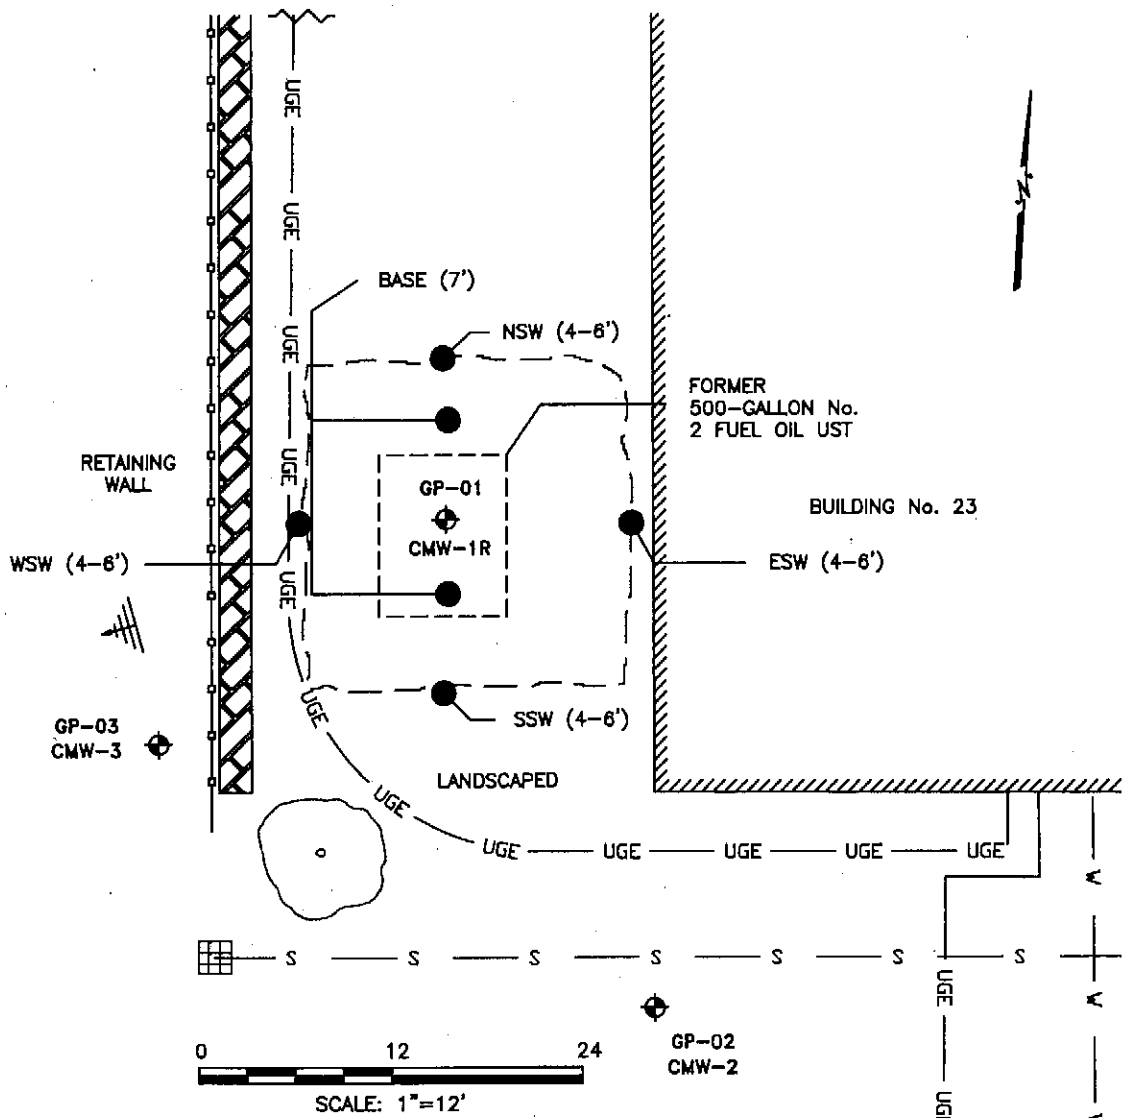 UGE
UGE
N
BASE (7')
NSW (4-6')
UGE
FORMER
500-GALLON No.
2 FUEL OIL UST
RETAINING
WALL
UGE
GP-01
BUILDING No. 23
CMW-1R
WSW (4-6')
ESW (4-6')
UGE
UGE
SSW (4-6')
GP-03
CMW-3
LANDSCAPED
UGE
UGE
UGE
UGE
UGE
UGE
W
S
S
S
S
S
S
S
UGE
W
GP-02
CMW-2
0 12 24
UGE
W
SCALE: 1"=12'